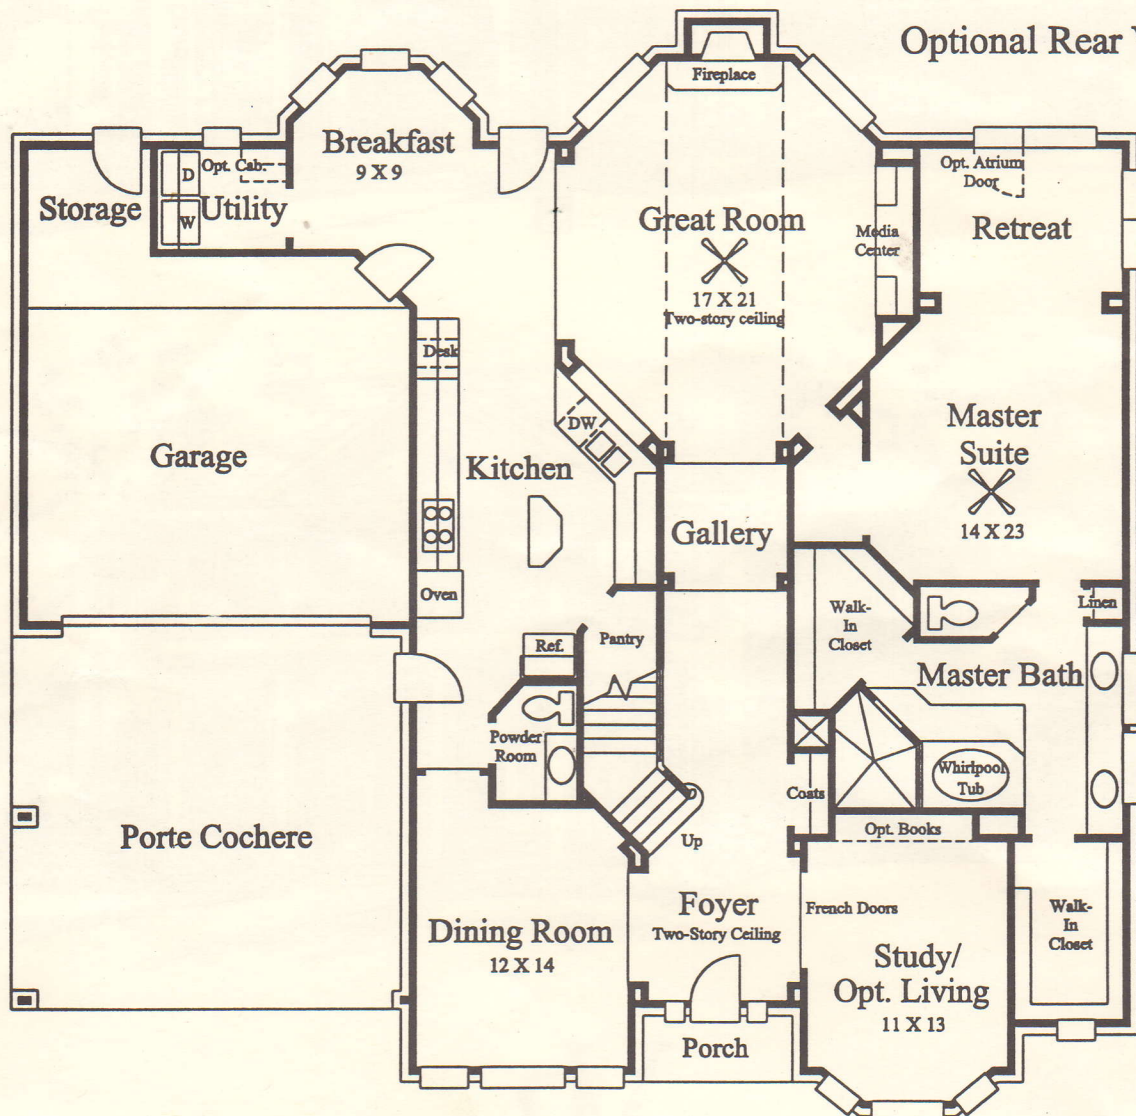 Optional Rear
Fireplace
Breakfast
9 X 9
Opt. Cab.
D
W
Storage
Utility
Great Room
17 X 21
Two-story ceiling
Media
Center
Opt. Atrium
Door
Retreat
Desk
DW
Garage
Kitchen
Master
Suite
14 X 23
Gallery
Oven
Walk-
In
Closet
Linen
Ref.
Pantry
Master Bath
Powder
Room
Whirlpool
Tub
Coats
Porte Cochere
Up
Opt. Books
Dining Room
12 X 14
Foyer
Two-Story Ceiling
French Doors
Walk-
In
Closet
Study/
Opt. Living
11 X 13
Porch